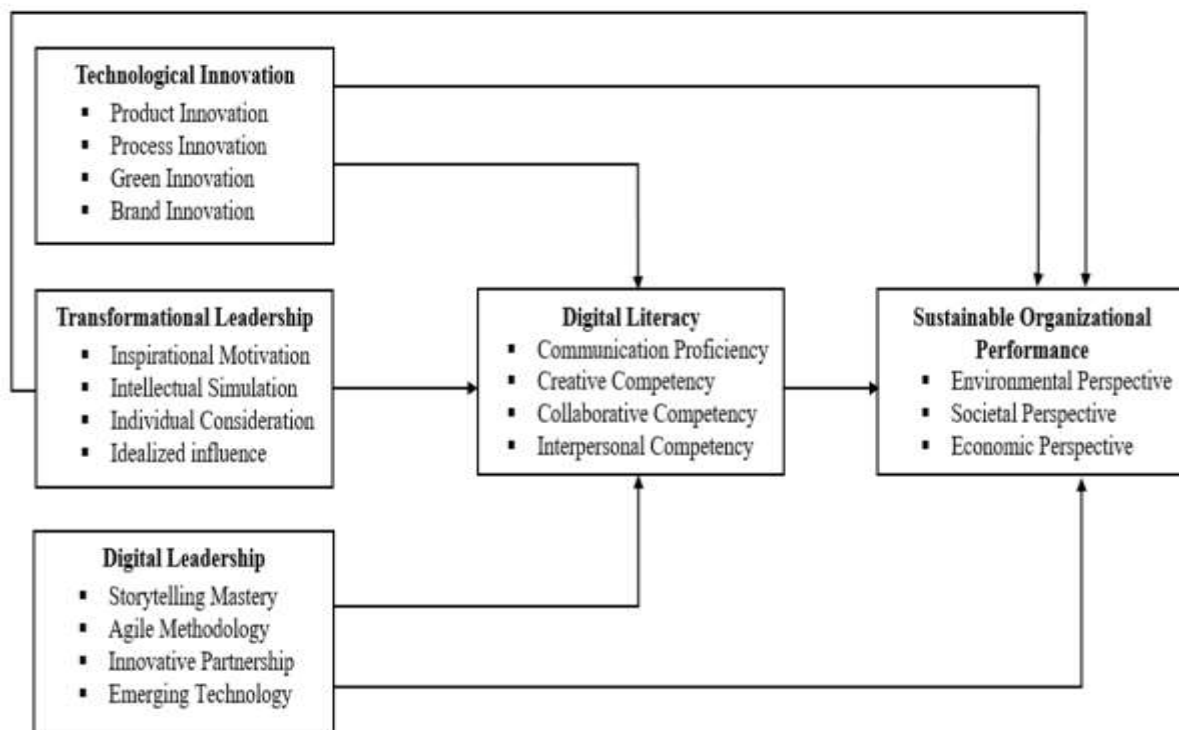 Technological Innovation
▪ Product Innovation
▪ Process Innovation
▪ Green Innovation
▪ Brand Innovation
Transformational Leadership
▪ Inspirational Motivation
▪ Intellectual Simulation
▪ Individual Consideration
▪ Idealized influence
Digital Leadership
▪ Storytelling Mastery
▪ Agile Methodology
▪ Innovative Partnership
▪ Emerging Technology
Digital Literacy
▪ Communication Proficiency
▪ Creative Competency
▪ Collaborative Competency
▪ Interpersonal Competency
Sustainable Organizational
Performance
▪ Environmental Perspective
▪ Societal Perspective
▪ Economic Perspective